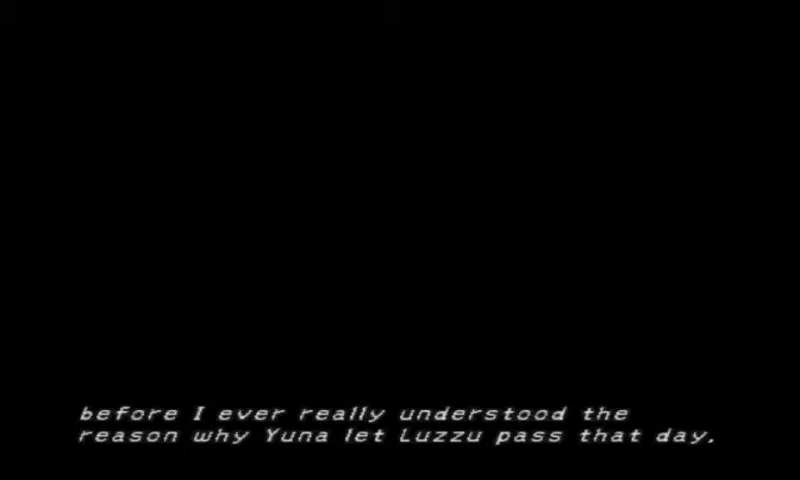 before I ever really understood the
reason why Yuna let Luzzu pass that day.